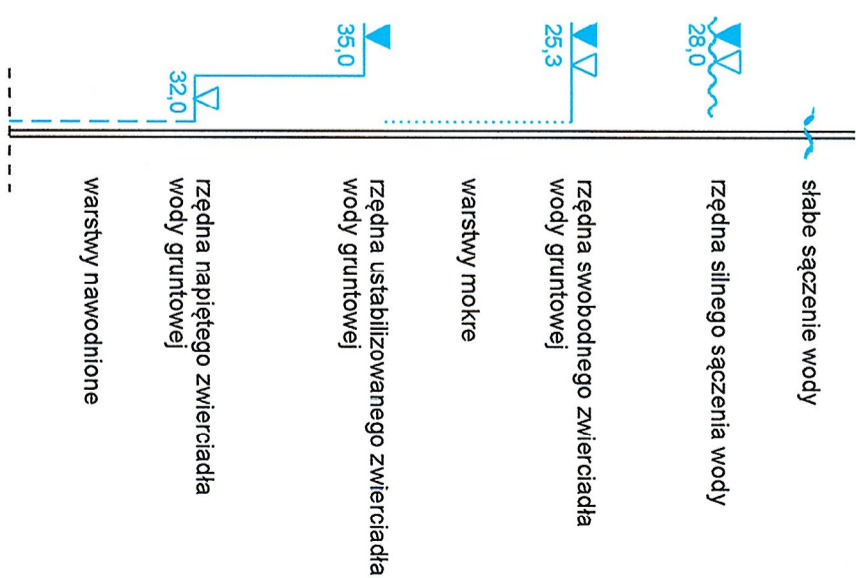 słabe sączenie wody
28,0
rzędna silnego sączenia wody
25,3
rzędna swobodnego zwierciadła
wody gruntowej
warstwy mokre
35,0
rzędna ustabilizowanego zwierciadła
wody gruntowej
32,0
rzędna napiętego zwierciadła
wody gruntowej
warstwy nawodnione